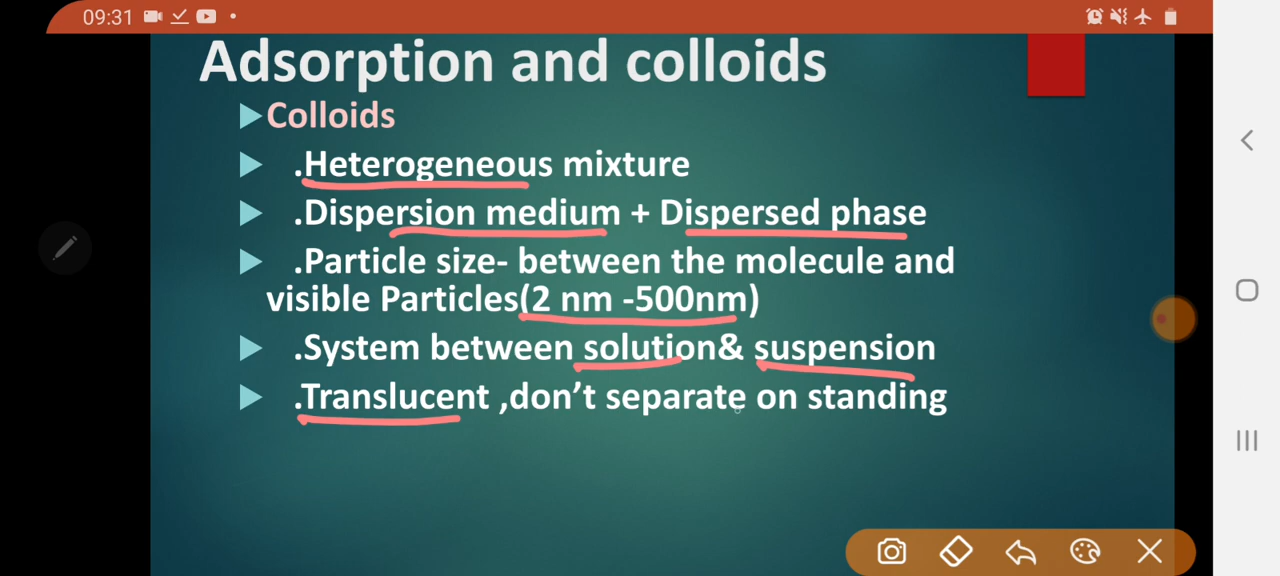 09:31
Adsorption and colloids
Colloids
.Heterogeneous mixture
.Dispersion medium + Dispersed phase
.Particle size- between the molecule and
visible Particles(2 nm -500nm)
.System between solution& suspension
.Translucent ,don’t separate on standing